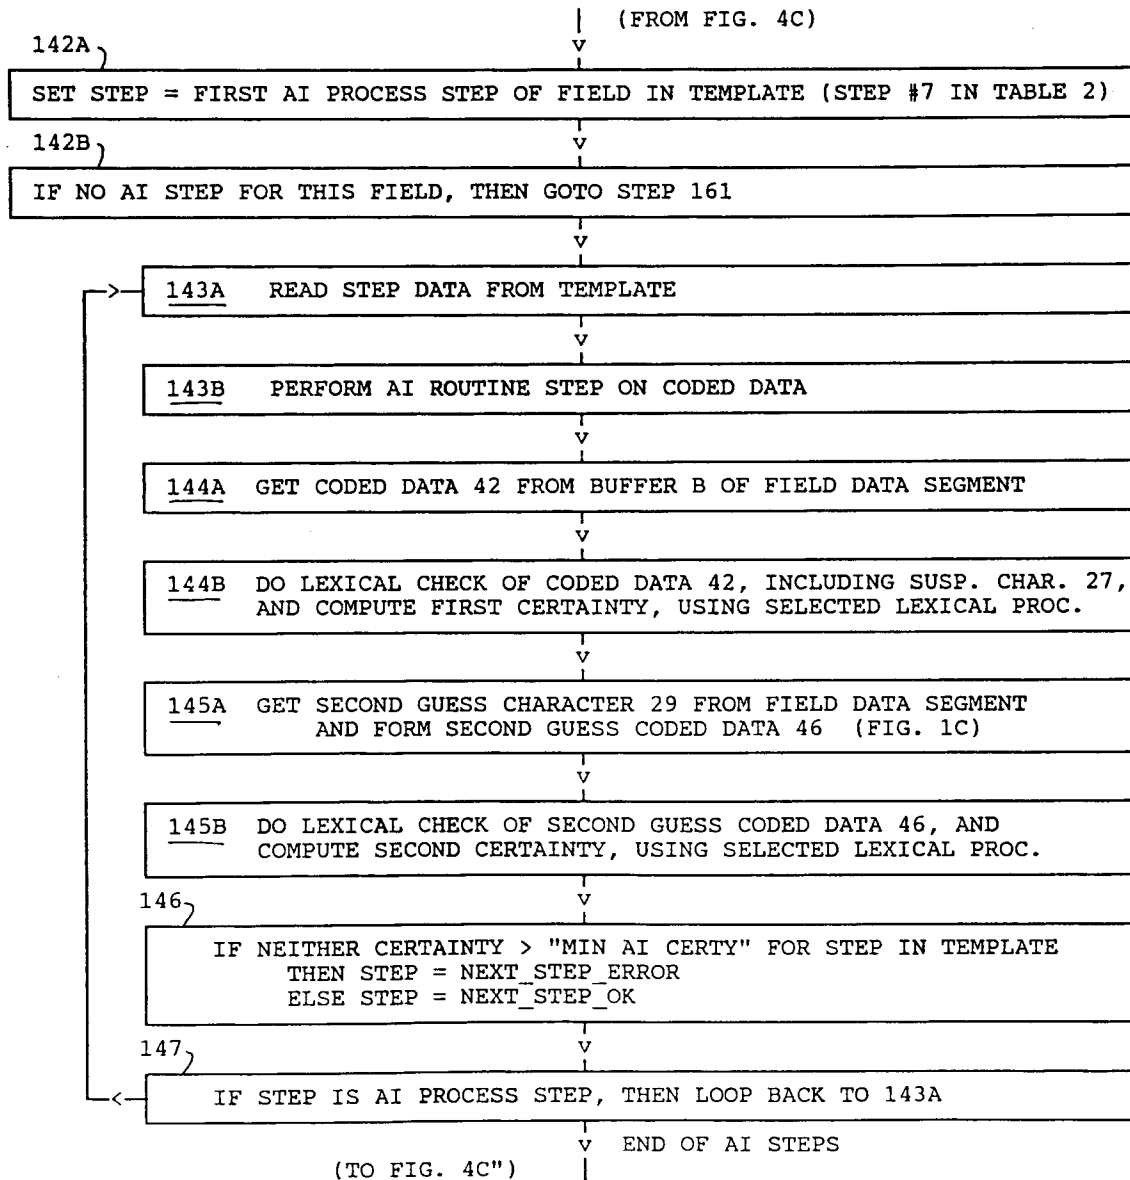 (FROM FIG. 4C)
142A
SET STEP = FIRST AI PROCESS STEP OF FIELD IN TEMPLATE (STEP #7 IN TABLE 2)
142B
IF NO AI STEP FOR THIS FIELD, THEN GOTO STEP 161
143A READ STEP DATA FROM TEMPLATE
143B PERFORM AI ROUTINE STEP ON CODED DATA
144A GET CODED DATA 42 FROM BUFFER B OF FIELD DATA SEGMENT
144B DO LEXICAL CHECK OF CODED DATA 42, INCLUDING SUSP. CHAR. 27,
AND COMPUTE FIRST CERTAINTY, USING SELECTED LEXICAL PROC.
145A GET SECOND GUESS CHARACTER 29 FROM FIELD DATA SEGMENT
AND FORM SECOND GUESS CODED DATA 46 (FIG. 1C)
145B DO LEXICAL CHECK OF SECOND GUESS CODED DATA 46, AND
COMPUTE SECOND CERTAINTY, USING SELECTED LEXICAL PROC.
146
IF NEITHER CERTAINTY > "MIN AI CERTY" FOR STEP IN TEMPLATE
THEN STEP = NEXT_STEP_ERROR
ELSE STEP = NEXT_STEP_OK
147
IF STEP IS AI PROCESS STEP, THEN LOOP BACK TO 143A
END OF AI STEPS
(TO FIG. 4C")